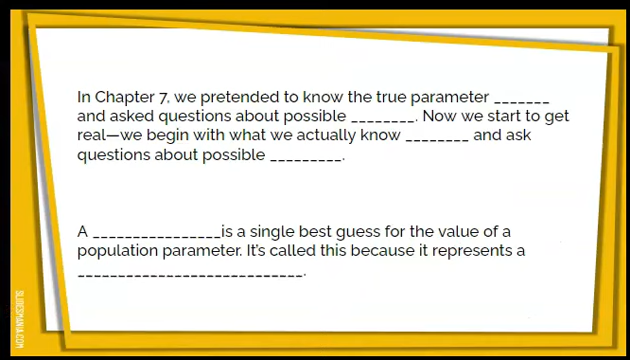 In Chapter 7, we pretended to know the true parameter _______
and asked questions about possible ________. Now we start to get
real—we begin with what we actually know ________ and ask
questions about possible _________.
A ________________is a single best guess for the value of a
population parameter. It's called this because it represents a
____________________________.
SLIDESMANIA.COM